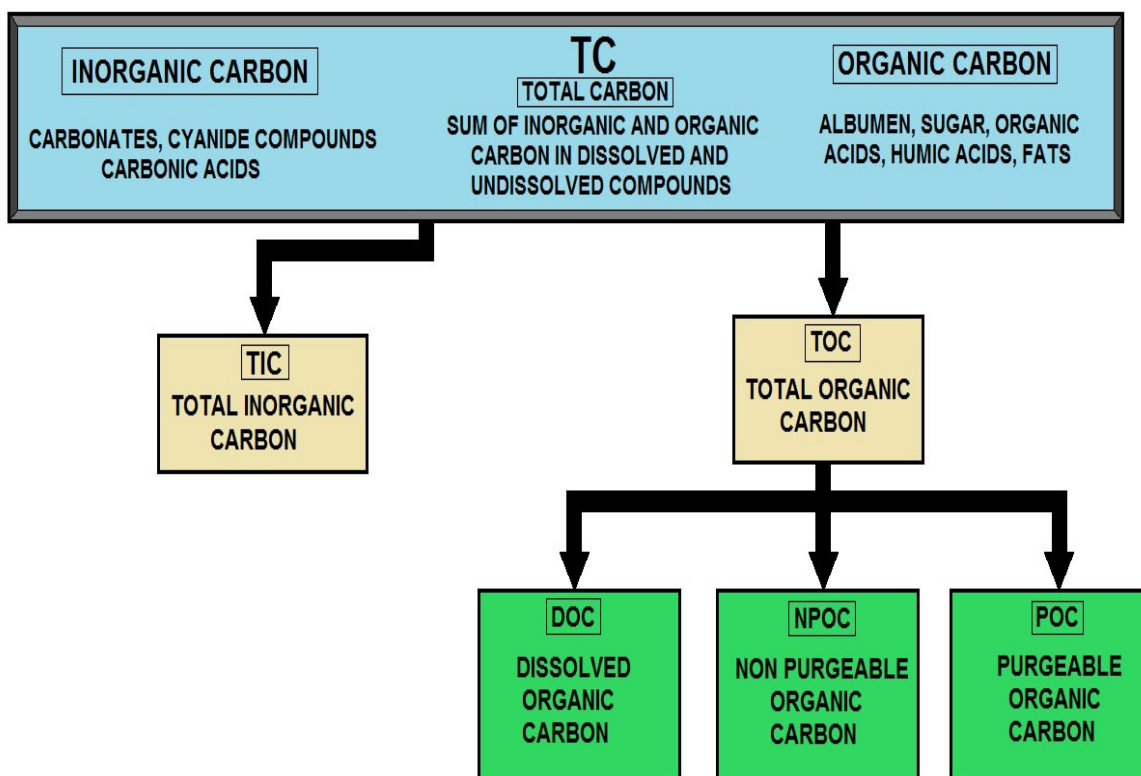 INORGANIC CARBON
CARBONATES, CYANIDE COMPOUNDS
CARBONIC ACIDS
TC
TOTAL CARBON
SUM OF INORGANIC AND ORGANIC
CARBON IN DISSOLVED AND
UNDISSOLVED COMPOUNDS
ORGANIC CARBON
ALBUMEN, SUGAR, ORGANIC
ACIDS, HUMIC ACIDS, FATS
TIC
TOTAL INORGANIC
CARBON
TOC
TOTAL ORGANIC
CARBON
DOC
DISSOLVED
ORGANIC
CARBON
NPOC
NON PURGEABLE
ORGANIC
CARBON
POC
PURGEABLE
ORGANIC
CARBON